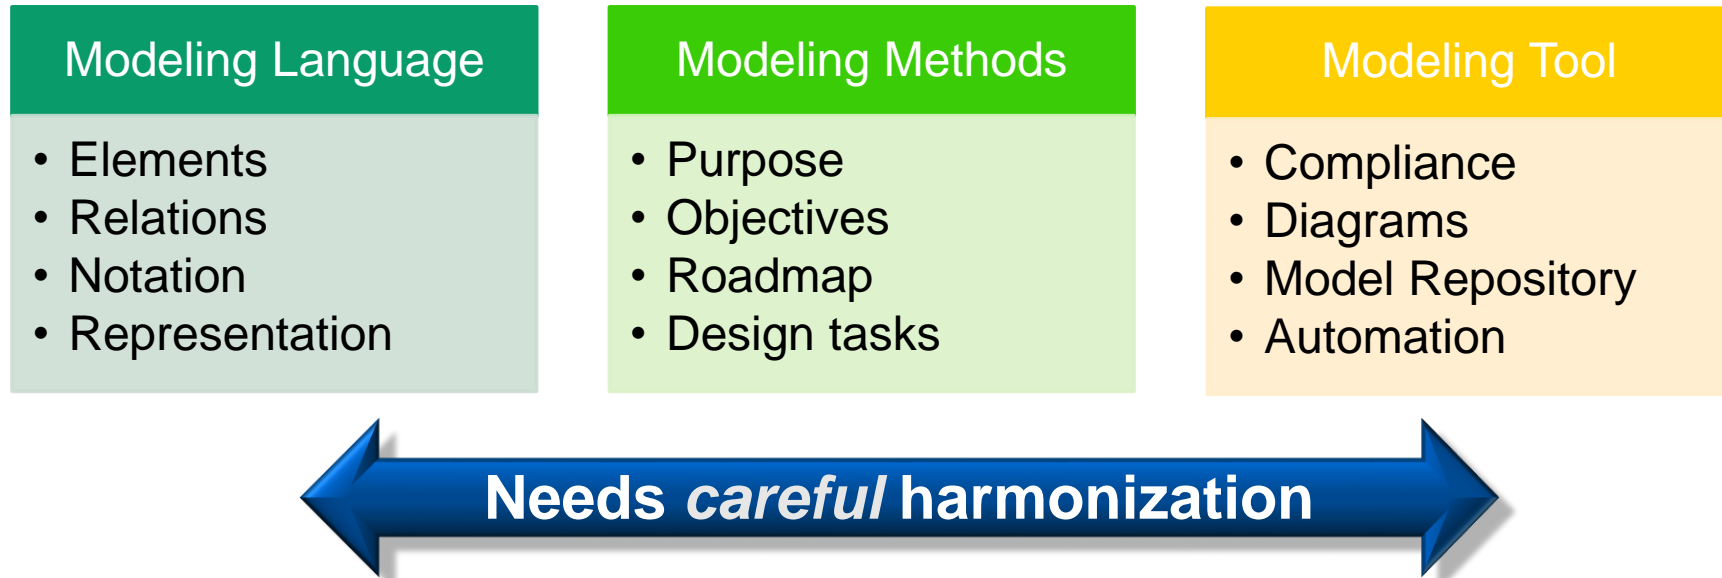 Modeling Language
• Elements
• Relations
• Notation
• Representation
Modeling Methods
• Purpose
• Objectives
• Roadmap
• Design tasks
Modeling Tool
• Compliance
• Diagrams
• Model Repository
• Automation
Needs careful harmonization